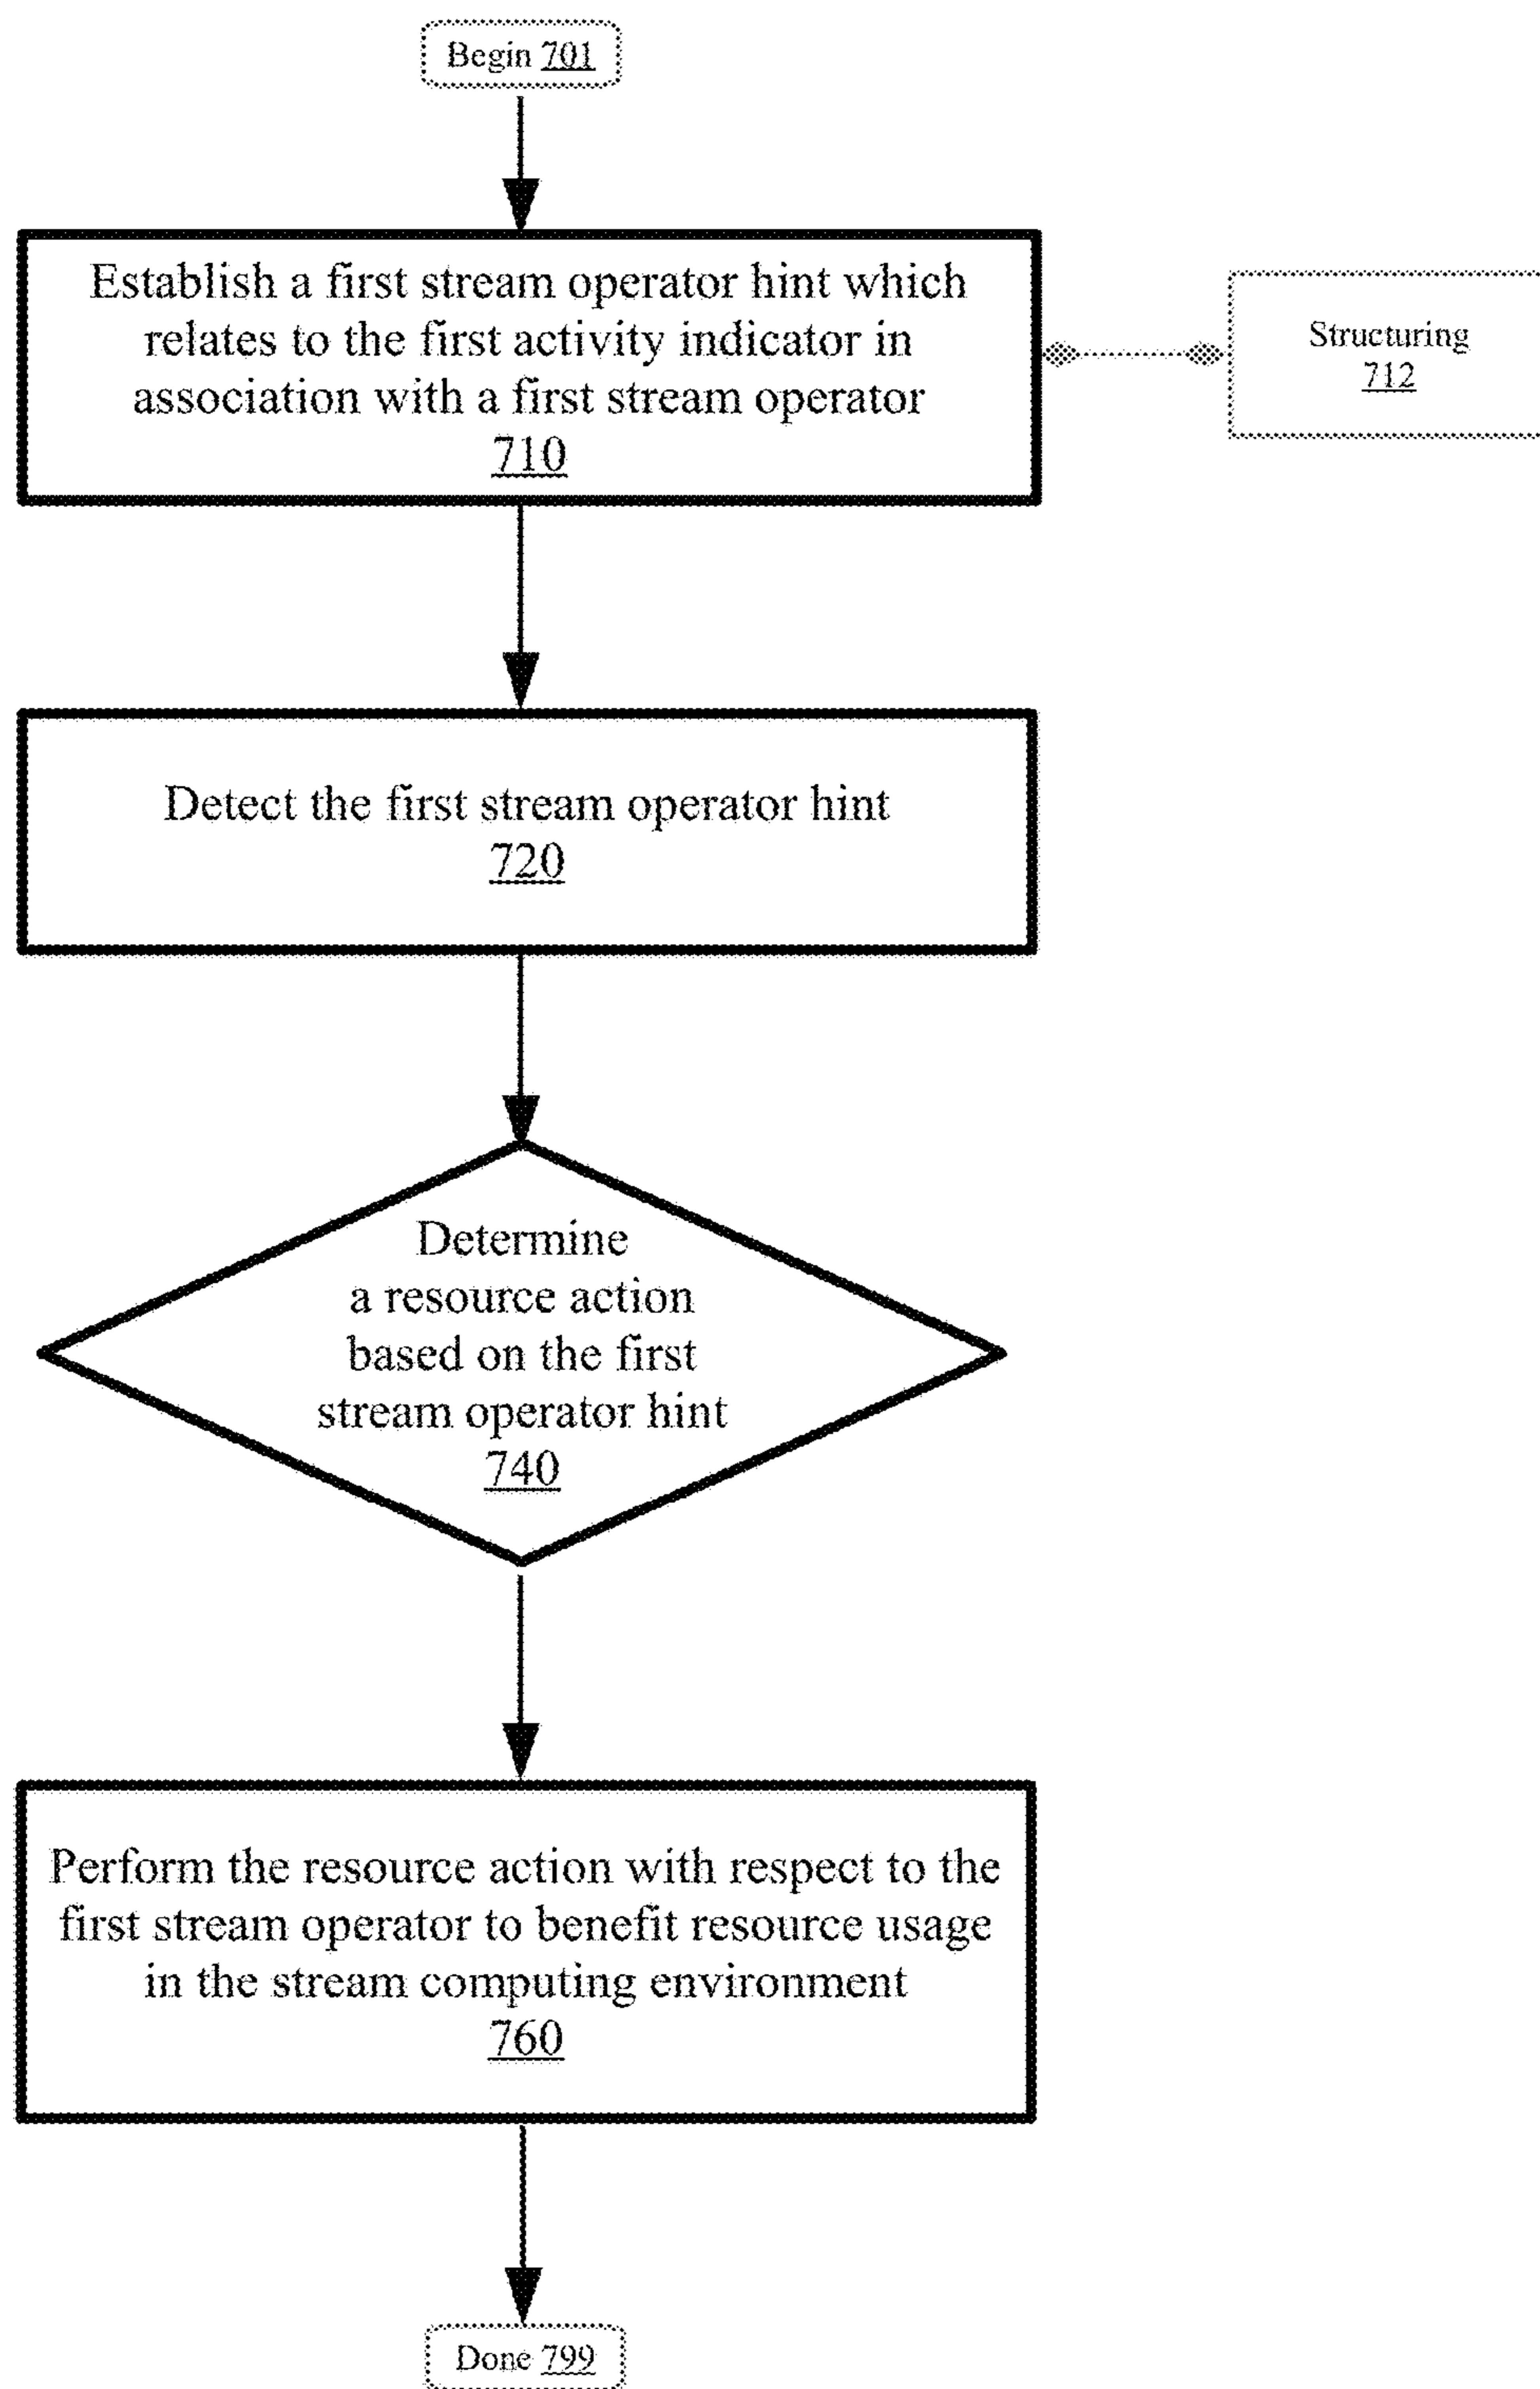 Begin 701
Establish a first stream operator hint which
relates to the first activity indicator in
association with a first stream operator
710
Structuring
712
Detect the first stream operator hint
720
Determine
a resource action
based on the first
stream operator hint
740
Perform the resource action with respect to the
first stream operator to benefit resource usage
in the stream computing environment
760
Done 799